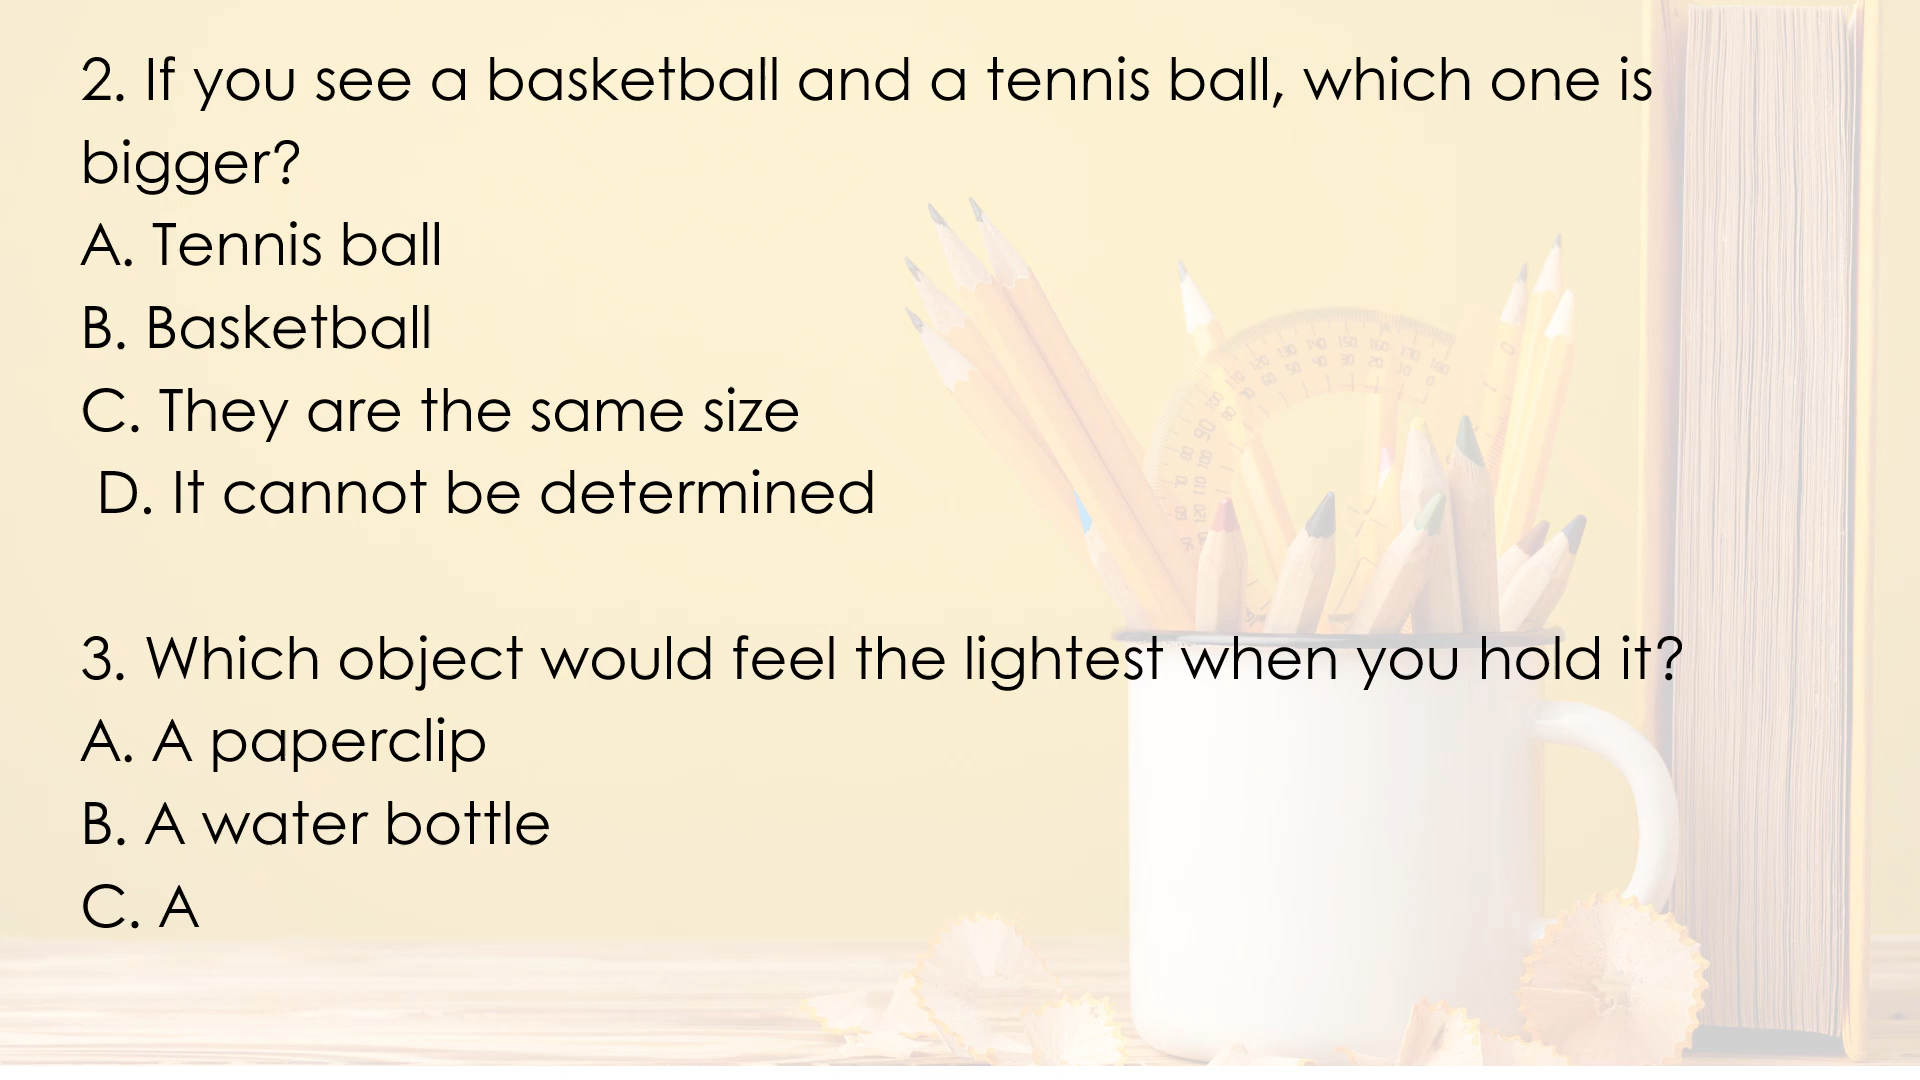 2. If you see a basketball and a tennis ball, which one is
bigger?
A. Tennis ball
B. Basketball
C. They are the same size
D. It cannot be determined
3. Which object would feel the lightest when you hold it?
A. A paperclip
B. A water bottle
C. A